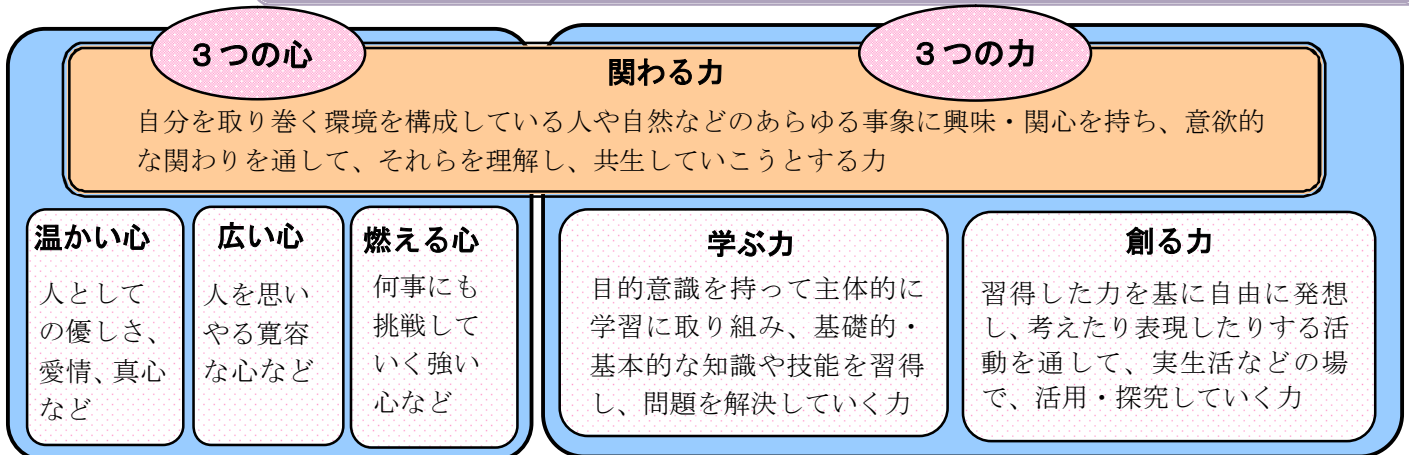 ３つの心
３つの力
関わる力
自分を取り巻く環境を構成している人や自然などのあらゆる事象に興味・関心を持ち、意欲的
な関わりを通して、それらを理解し、共生していこうとする力
温かい心
人として
の優しさ、
愛情、真心
など
広い心
人を思い
やる寛容
な心など
燃える心
何事にも
挑戦して
いく強い
心など
学ぶ力
目的意識を持って主体的に
学習に取り組み、基礎的・
基本的な知識や技能を習得
し、問題を解決していく力
創る力
習得した力を基に自由に発想
し、考えたり表現したりする活
動を通して、実生活などの場
で、活用・探究していく力